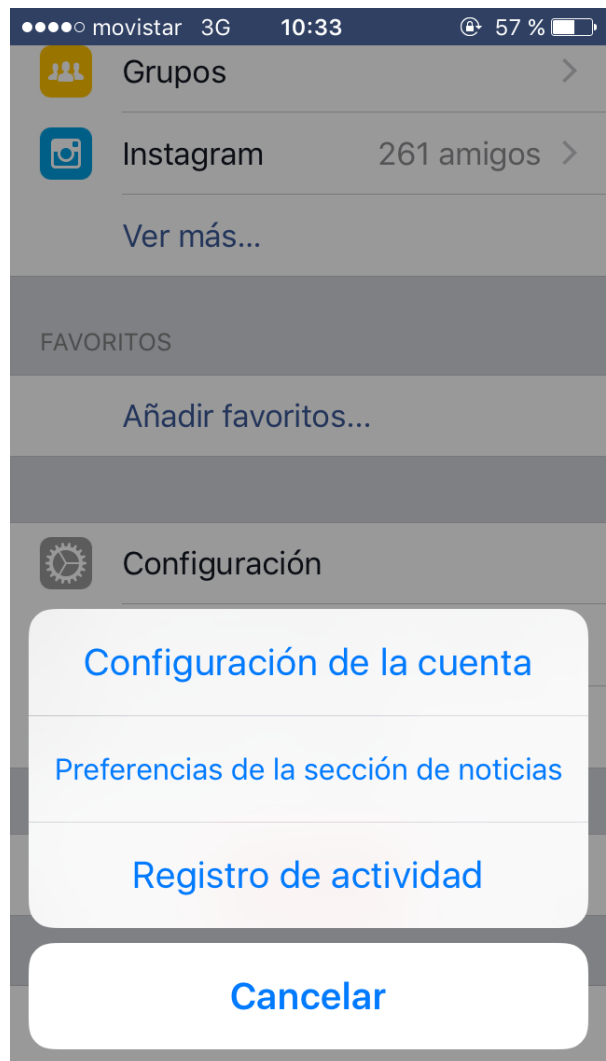 movistar 3G 10:33 57 %
Grupos
Instagram 261 amigos
Ver más...
FAVORITOS
Añadir favoritos...
Configuración
Configuración de la cuenta
Preferencias de la sección de noticias
Registro de actividad
Cancelar